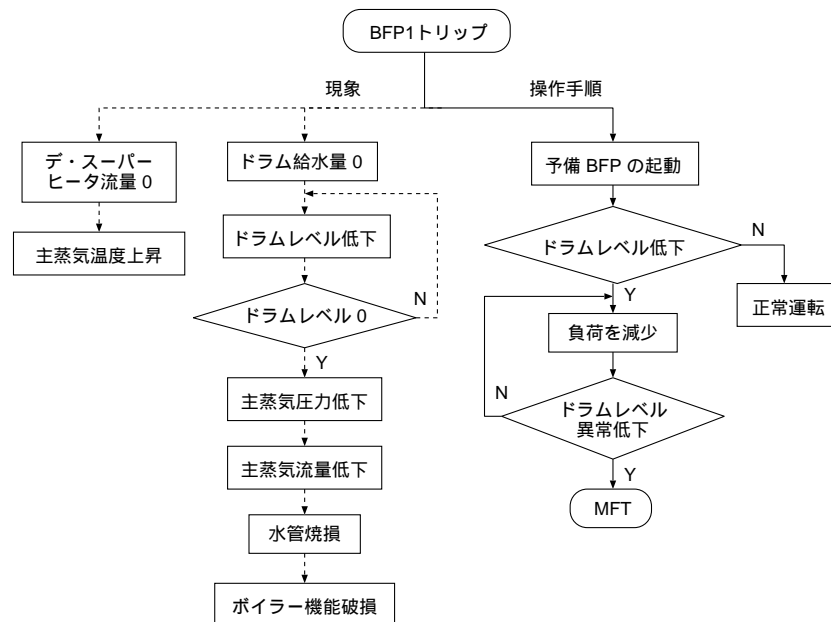 BFP1トリップ
現象
操作手順
デ・スーパー
ヒータ流量 0
ドラム給水量 0
予備 BFP の起動
主蒸気温度上昇
ドラムレベル低下
ドラムレベル低下
N
正常運転
ドラムレベル 0
N
Y
負荷を減少
Y
主蒸気圧力低下
N
ドラムレベル
異常低下
主蒸気流量低下
Y
MFT
水管焼損
ボイラー機能破損